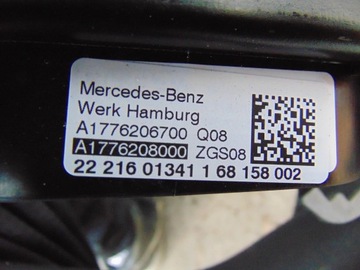 Mercedes-Benz
Werk Hamburg
A1776206700 Q08
A1776208000 ZGS08
22 216 01341 1 68 158 002